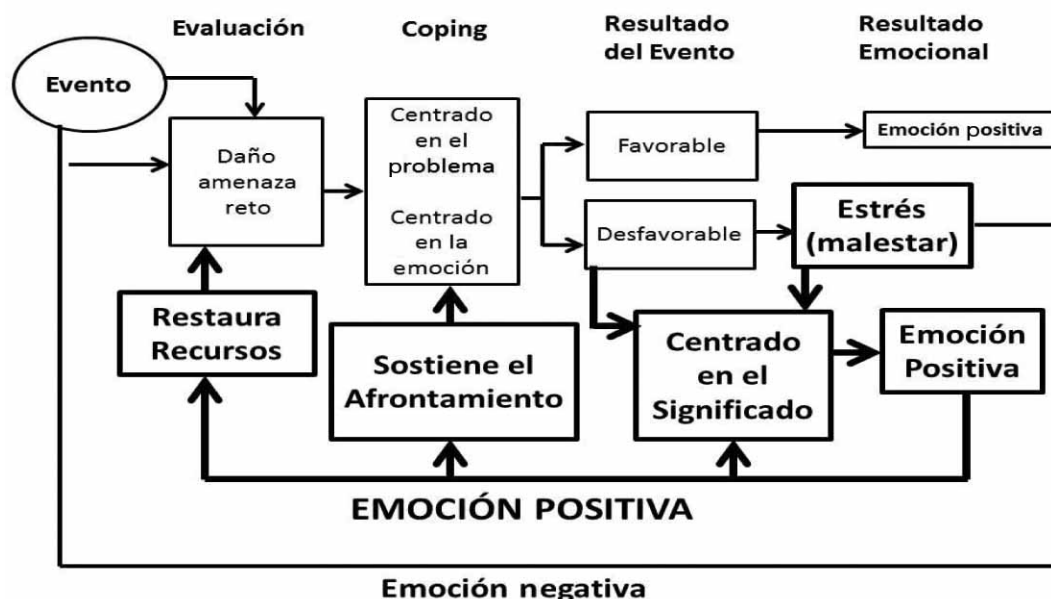 Evaluación
Coping
Resultado
del Evento
Resultado
Emocional
Evento
Daño
amenaza
reto
Centrado
en el
problema
Centrado
en la
emoción
Favorable
Desfavorable
Emoción positiva
Estrés
(malestar)
Restaura
Recursos
Sostiene el
Afrontamiento
Centrado
en el
Significado
Emoción
Positiva
EMOCIÓN POSITIVA
Emoción negativa